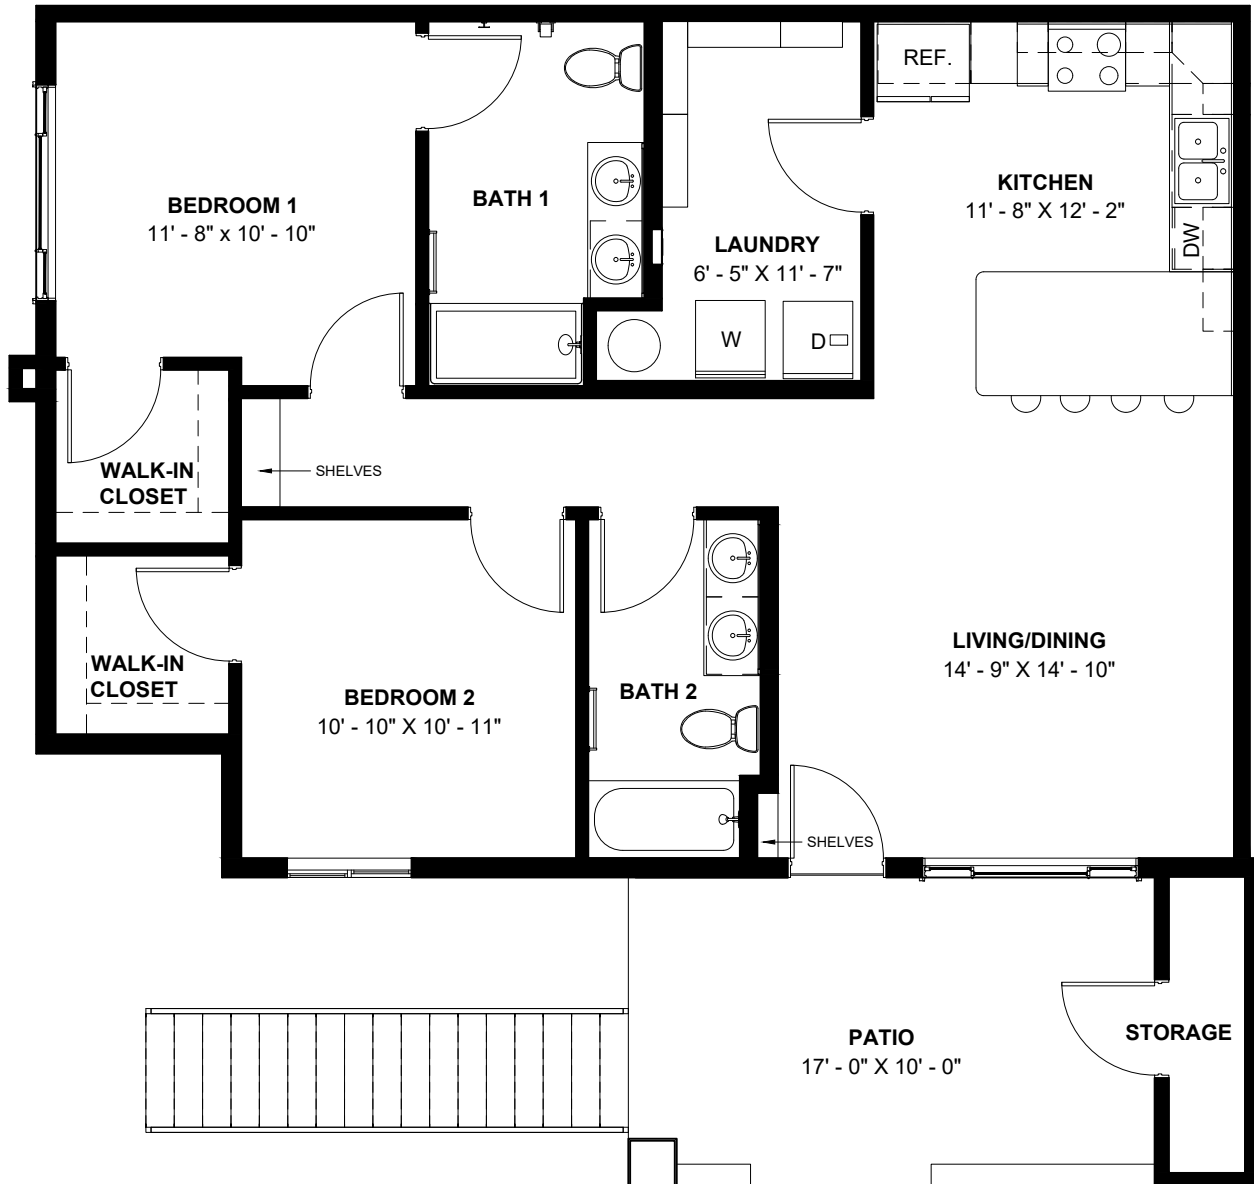 REF.
KITCHEN
11' - 8" X 12' - 2"
BATH 1
BEDROOM 1
11' - 8" x 10' - 10"
LAUNDRY
6' - 5" X 11' - 7"
DW
W
D
WALK-IN
CLOSET
SHELVES
WALK-IN
CLOSET
BEDROOM 2
10' - 10" X 10' - 11"
BATH 2
LIVING/DINING
14' - 9" X 14' - 10"
SHELVES
PATIO
17' - 0" X 10' - 0"
STORAGE